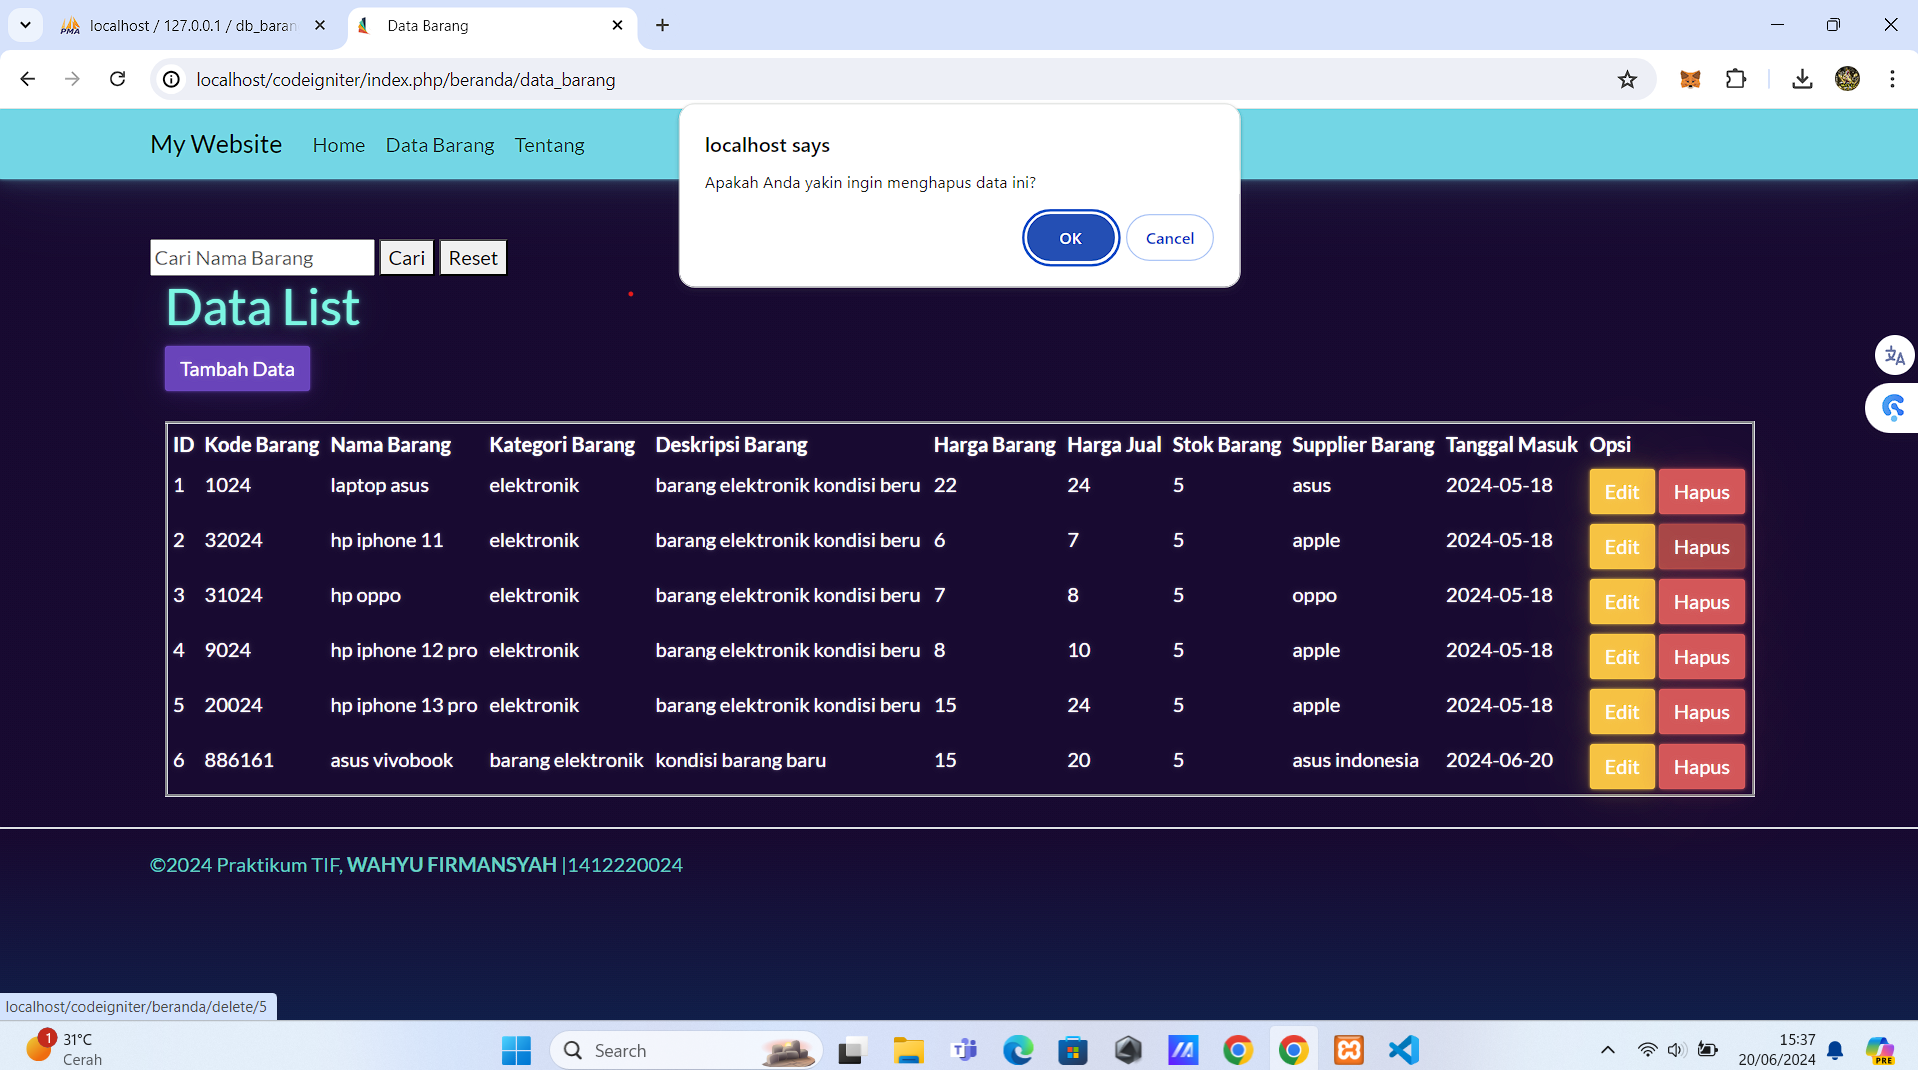 localhost / 127.0.0.1 / db_baran
Data Barang
localhost/codeigniter/index.php/beranda/data_barang
My Website Home Data Barang Tentang
localhost says
Apakah Anda yakin ingin menghapus data ini?
OK Cancel
Cari Nama Barang Cari Reset
Data List
Tambah Data
ID Kode Barang Nama Barang Kategori Barang Deskripsi Barang Harga Barang Harga Jual Stok Barang Supplier Barang Tanggal Masuk Opsi
1 1024 laptop asus elektronik barang elektronik kondisi beru 22 24 5 asus 2024-05-18 Edit Hapus
2 32024 hp iphone 11 elektronik barang elektronik kondisi beru 6 7 5 apple 2024-05-18 Edit Hapus
3 31024 hp oppo elektronik barang elektronik kondisi beru 7 8 5 oppo 2024-05-18 Edit Hapus
4 9024 hp iphone 12 pro elektronik barang elektronik kondisi beru 8 10 5 apple 2024-05-18 Edit Hapus
5 20024 hp iphone 13 pro elektronik barang elektronik kondisi beru 15 24 5 apple 2024-05-18 Edit Hapus
6 886161 asus vivobook barang elektronik kondisi barang baru 15 20 5 asus indonesia 2024-06-20 Edit Hapus
©2024 Praktikum TIF, WAHYU FIRMANSYAH |1412220024
localhost/codeigniter/beranda/delete/5
1 31°C
Cerah
Search
15:37
20/06/2024
PRE